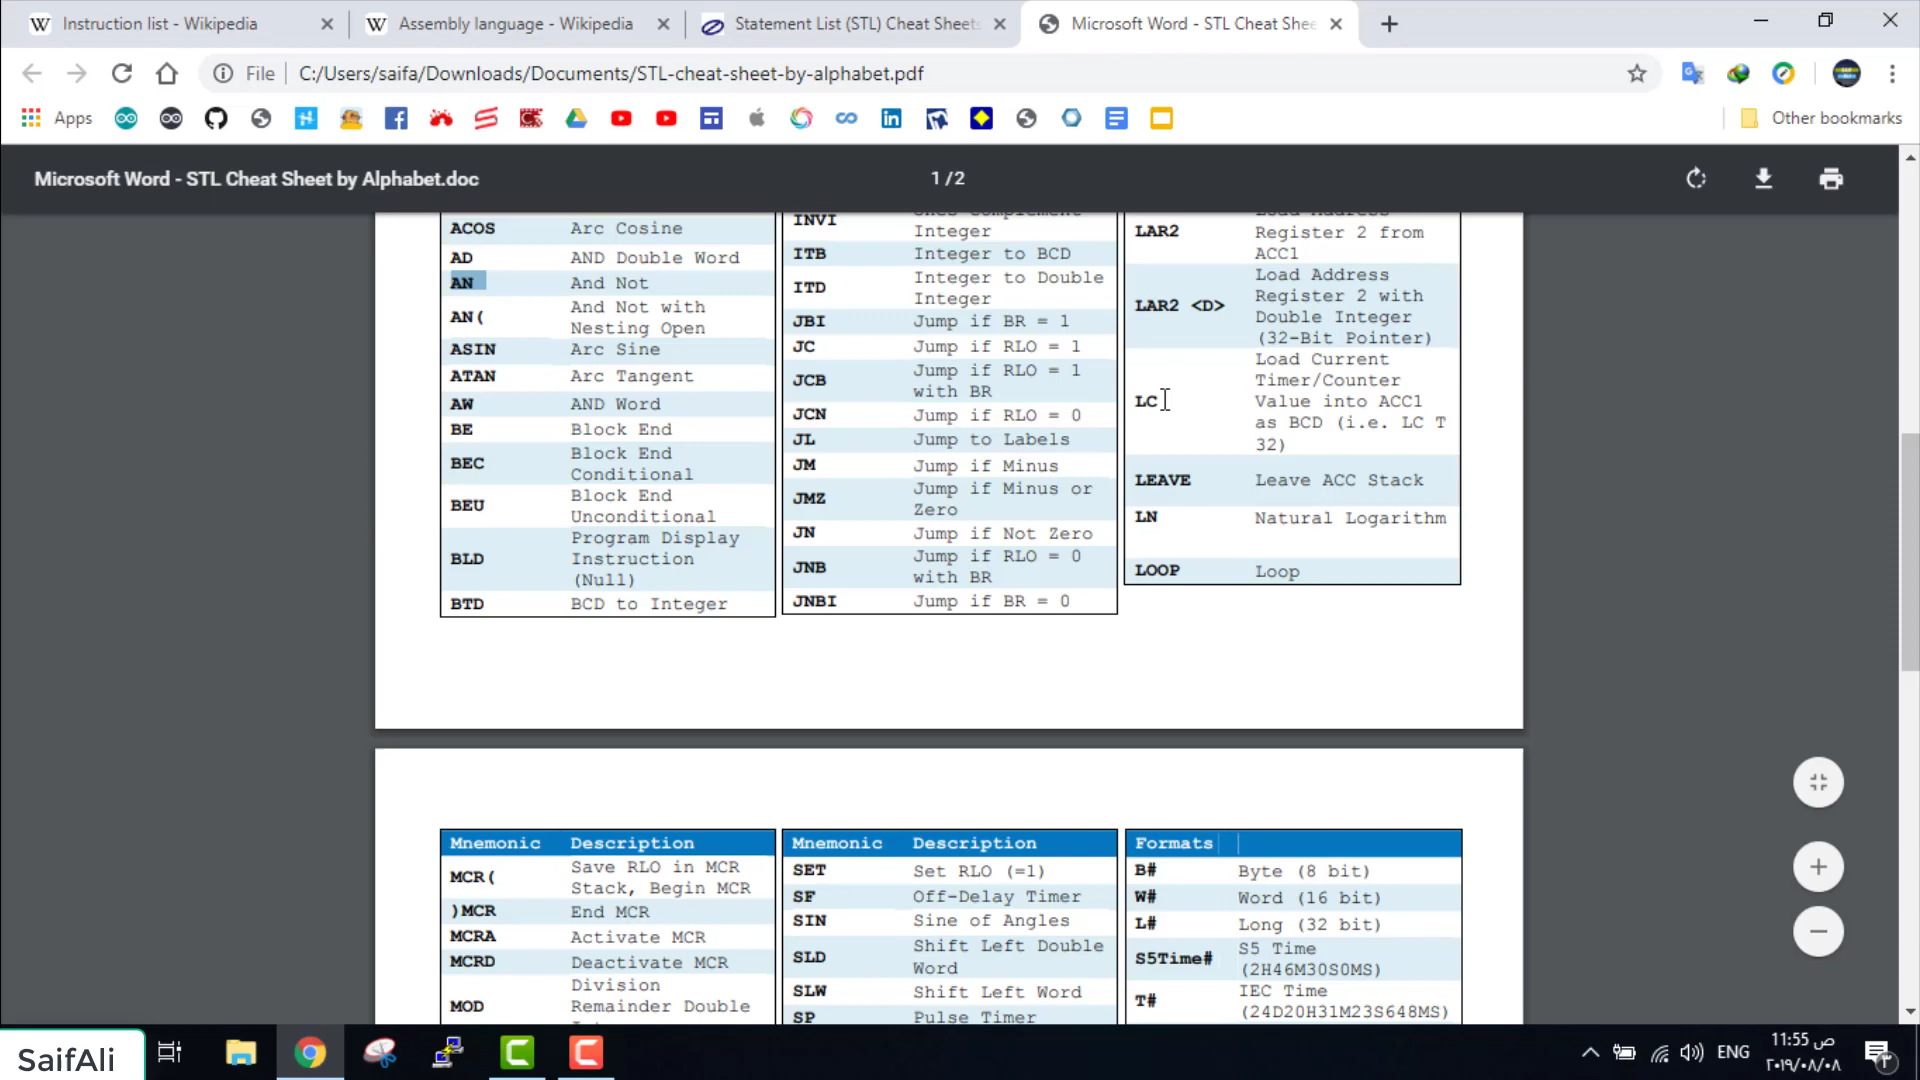 Instruction list - Wikipedia
Assembly language - Wikipedia
Statement List (STL) Cheat Sheets
Microsoft Word - STL Cheat Shee
File
C:/Users/saifa/Downloads/Documents/STL-cheat-sheet-by-alphabet.pdf
Apps
Other bookmarks
Microsoft Word - STL Cheat Sheet by Alphabet.doc
1 / 2
ACOS Arc Cosine
AD AND Double Word
AN And Not
AN( And Not with
Nesting Open
ASIN Arc Sine
ATAN Arc Tangent
AW AND Word
BE Block End
BEC Block End
Conditional
BEU Block End
Unconditional
BLD Program Display
Instruction
(Null)
BTD BCD to Integer
INVI Ones Complement
Integer
ITB Integer to BCD
ITD Integer to Double
Integer
JBI Jump if BR = 1
JC Jump if RLO = 1
JCB Jump if RLO = 1
with BR
JCN Jump if RLO = 0
JL Jump to Labels
JM Jump if Minus
JMZ Jump if Minus or
Zero
JN Jump if Not Zero
JNB Jump if RLO = 0
with BR
JNBI Jump if BR = 0
LAR2 Load Address
Register 2 from
ACC1
LAR2 <D> Load Address
Register 2 with
Double Integer
(32-Bit Pointer)
LC Load Current
Timer/Counter
Value into ACC1
as BCD (i.e. LC T
32)
LEAVE Leave ACC Stack
LN Natural Logarithm
LOOP Loop
Mnemonic Description
MCR( Save RLO in MCR
Stack, Begin MCR
)MCR End MCR
MCRA Activate MCR
MCRD Deactivate MCR
MOD Division
Remainder Double
Mnemonic Description
SET Set RLO (=1)
SF Off-Delay Timer
SIN Sine of Angles
SLD Shift Left Double
Word
SLW Shift Left Word
SP Pulse Timer
Formats
B# Byte (8 bit)
W# Word (16 bit)
L# Long (32 bit)
S5Time# S5 Time
(2H46M30S0MS)
T# IEC Time
(24D20H31M23S648MS)
SaifAli
ENG
11:55 ص
٢٠١٩/٠٨/٠٨
٣